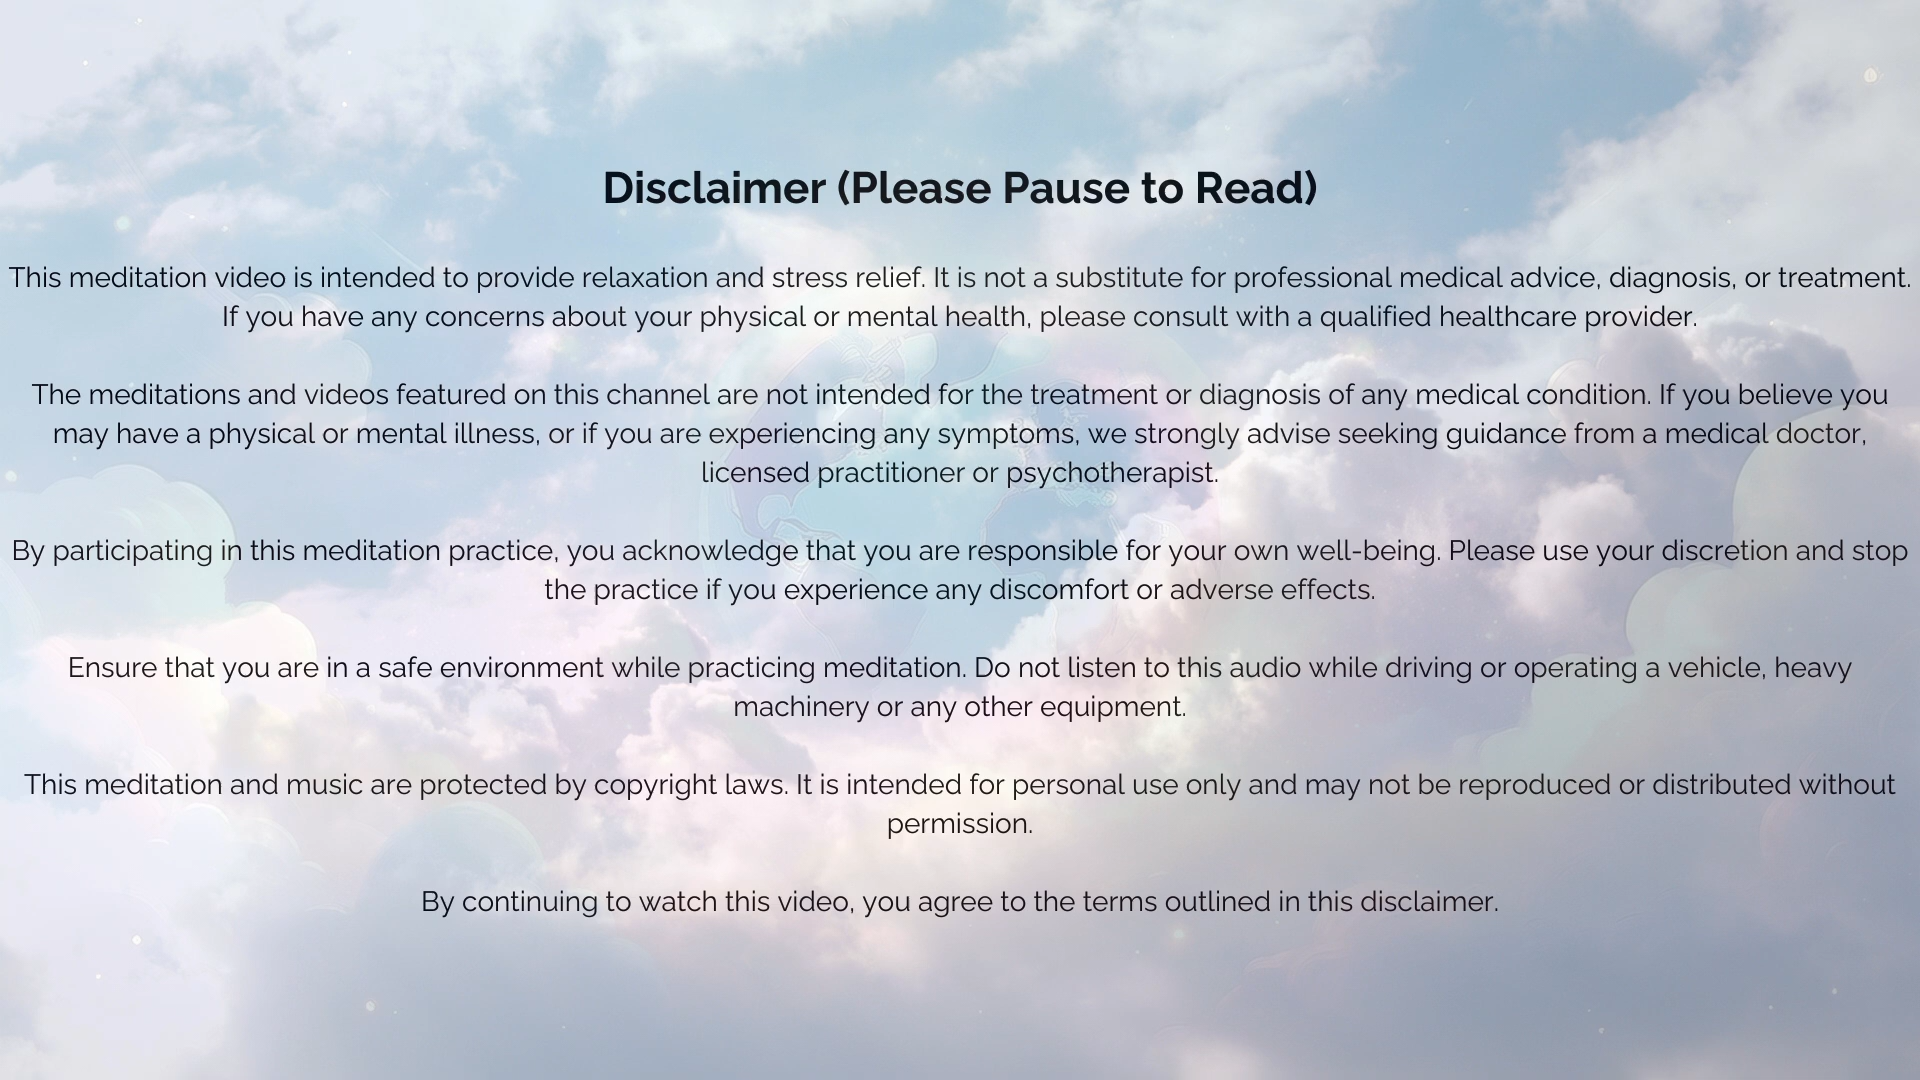 Disclaimer (Please Pause to Read)
This meditation video is intended to provide relaxation and stress relief. It is not a substitute for professional medical advice, diagnosis, or treatment.
If you have any concerns about your physical or mental health, please consult with a qualified healthcare provider.
The meditations and videos featured on this channel are not intended for the treatment or diagnosis of any medical condition. If you believe you
may have a physical or mental illness, or if you are experiencing any symptoms, we strongly advise seeking guidance from a medical doctor,
licensed practitioner or psychotherapist.
By participating in this meditation practice, you acknowledge that you are responsible for your own well-being. Please use your discretion and stop
the practice if you experience any discomfort or adverse effects.
Ensure that you are in a safe environment while practicing meditation. Do not listen to this audio while driving or operating a vehicle, heavy
machinery or any other equipment.
This meditation and music are protected by copyright laws. It is intended for personal use only and may not be reproduced or distributed without
permission.
By continuing to watch this video, you agree to the terms outlined in this disclaimer.